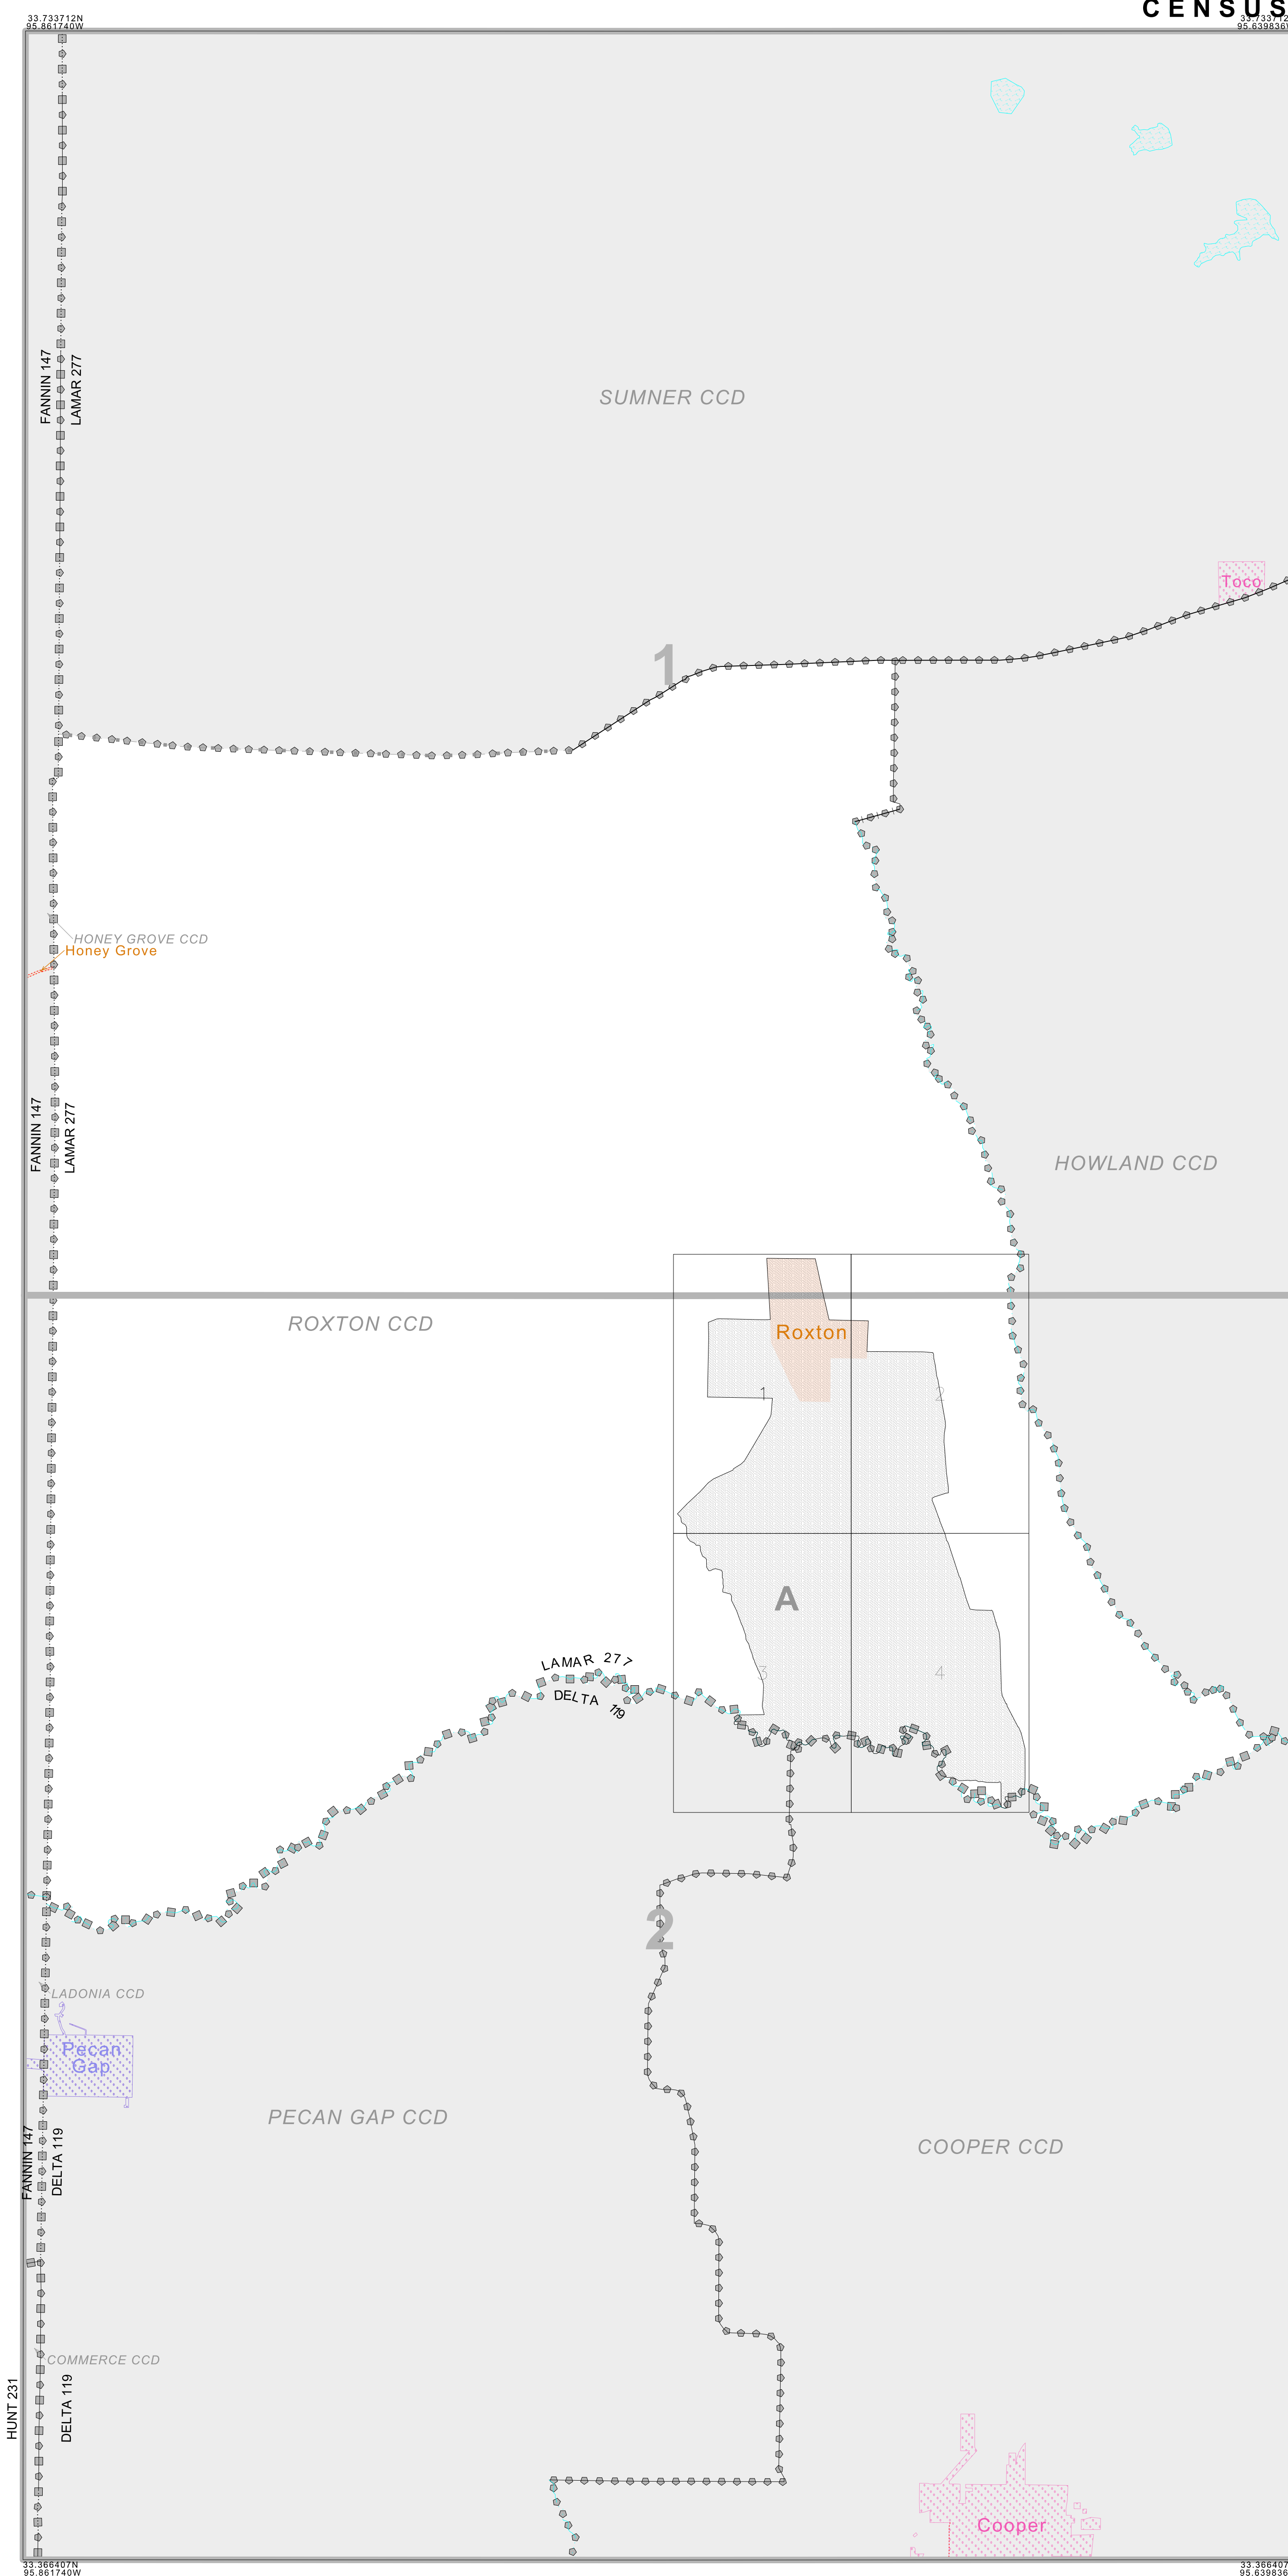 CENSUS
33.733712N
95.861740W
33.733712
95.639836
FANNIN 147
LAMAR 277
SUMNER CCD
Toco
1
HONEY GROVE CCD
Honey Grove
FANNIN 147
LAMAR 277
HOWLAND CCD
ROXTON CCD
Roxton
1
2
A
LAMAR 277
DELTA 119
3
4
2
LADONIA CCD
Pecan
Gap
PECAN GAP CCD
COOPER CCD
FANNIN 147
DELTA 119
COMMERCE CCD
HUNT 231
DELTA 119
Cooper
33.366407N
95.861740W
33.366407
95.639836